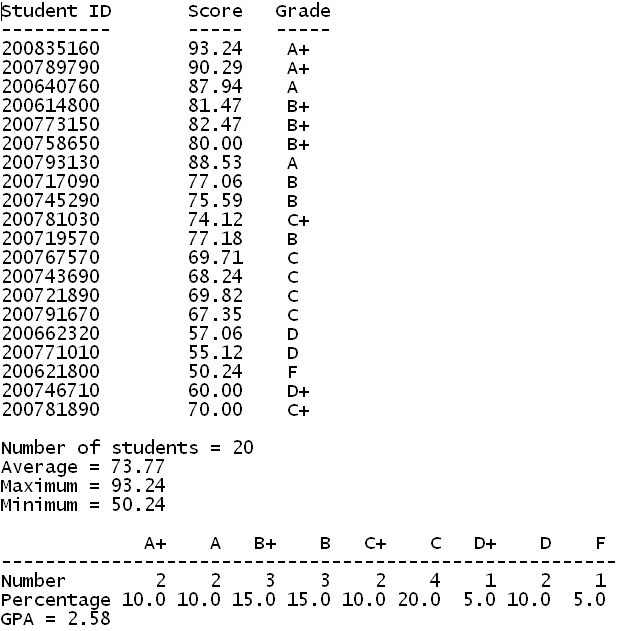 Student ID Score Grade
---------- ----- -----
200835160 93.24 A+
200789790 90.29 A+
200640760 87.94 A
200614800 81.47 B+
200773150 82.47 B+
200758650 80.00 B+
200793130 88.53 A
200717090 77.06 B
200745290 75.59 B
200781030 74.12 C+
200719570 77.18 B
200767570 69.71 C
200743690 68.24 C
200721890 69.82 C
200791670 67.35 C
200662320 57.06 D
200771010 55.12 D
200621800 50.24 F
200746710 60.00 D+
200781890 70.00 C+
Number of students = 20
Average = 73.77
Maximum = 93.24
Minimum = 50.24
A+ A B+ B C+ C D+ D F
-------------------------------------------------------
Number 2 2 3 3 2 4 1 2 1
Percentage 10.0 10.0 15.0 15.0 10.0 20.0 5.0 10.0 5.0
GPA = 2.58